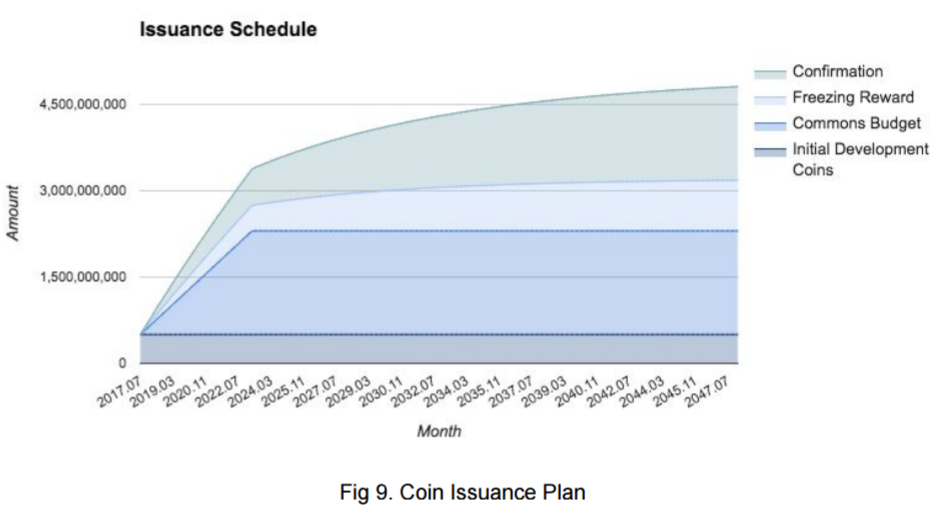 Issuance Schedule
Confirmation
Freezing Reward
Commons Budget
Initial Development
Coins
4,500,000,000
3,000,000,000
1,500,000,000
0
Amount
2017.07
2019.03
2020.11
2022.07
2024.03
2025.11
2027.07
2029.03
2030.11
2032.07
2034.03
2035.11
2037.07
2039.03
2040.11
2042.07
2044.03
2045.11
2047.07
Month
Fig 9. Coin Issuance Plan